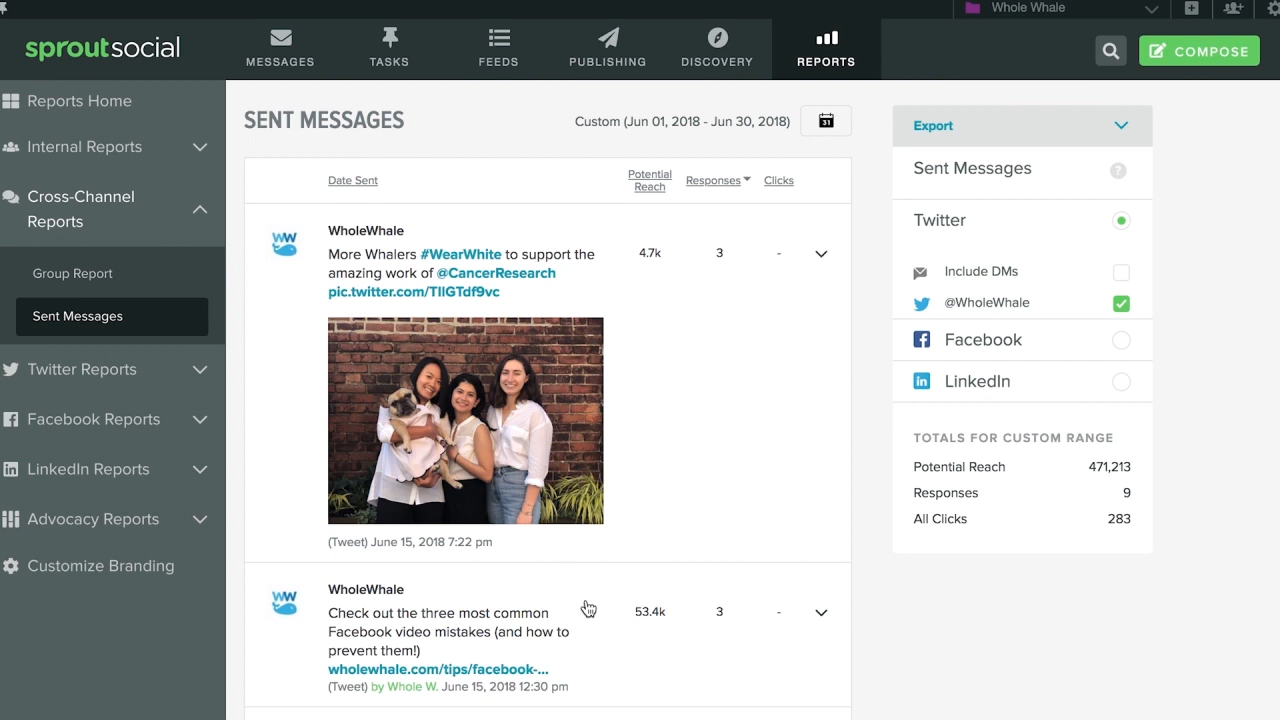 Whole Whale
sproutsocial
MESSAGES
TASKS
FEEDS
PUBLISHING
DISCOVERY
REPORTS
COMPOSE
Reports Home
Internal Reports
Cross-Channel
Reports
Group Report
Sent Messages
Twitter Reports
Facebook Reports
LinkedIn Reports
Advocacy Reports
Customize Branding
SENT MESSAGES
Custom (Jun 01, 2018 - Jun 30, 2018)
31
Date Sent
Potential
Reach
Responses
Clicks
WW
WholeWhale
More Whalers #WearWhite to support the
amazing work of @CancerResearch
pic.twitter.com/TIlGTdf9vc
4.7k
3
-
(Tweet) June 15, 2018 7:22 pm
WW
WholeWhale
Check out the three most common
Facebook video mistakes (and how to
prevent them!)
wholewhale.com/tips/facebook-...
(Tweet) by Whole W. June 15, 2018 12:30 pm
53.4k
3
-
Export
Sent Messages
?
Twitter
Include DMs
@WholeWhale
Facebook
LinkedIn
TOTALS FOR CUSTOM RANGE
Potential Reach 471,213
Responses 9
All Clicks 283